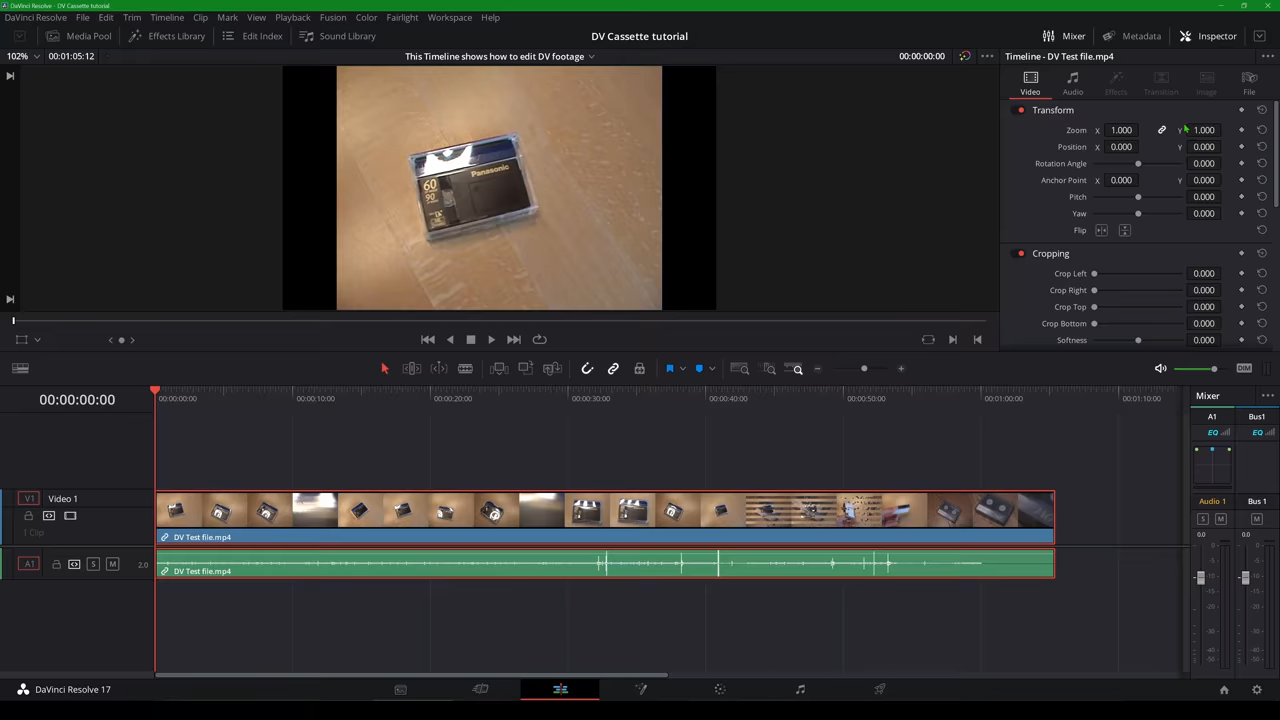 DaVinci Resolve - DV Cassette tutorial
DaVinci Resolve File Edit Trim Timeline Clip Mark View Playback Fusion Color Fairlight Workspace Help
Media Pool Effects Library Edit Index Sound Library DV Cassette tutorial Mixer Metadata Inspector
102% 00:01:05:12 This Timeline shows how to edit DV footage 00:00:00:00 Timeline - DV Test file.mp4
Video Audio Effects Transition Image File
Transform
Zoom X 1.000 Y 1.000
Position X 0.000 Y 0.000
Rotation Angle 0.000
Anchor Point X 0.000 Y 0.000
Pitch 0.000
Yaw 0.000
Flip
Cropping
Crop Left 0.000
Crop Right 0.000
Crop Top 0.000
Crop Bottom 0.000
Softness 0.000
Panasonic
60
90
DIM
00:00:00:00 00:00:00:00 00:00:10:00 00:00:20:00 00:00:30:00 00:00:40:00 00:00:50:00 00:01:00:00 00:01:10:00
Mixer
A1 Bus1
EQ EQ
V1 Video 1
1 Clip
DV Test file.mp4
A1 S M 2.0
DV Test file.mp4
Audio 1 Bus 1
S M M
0.0 0.0
DaVinci Resolve 17